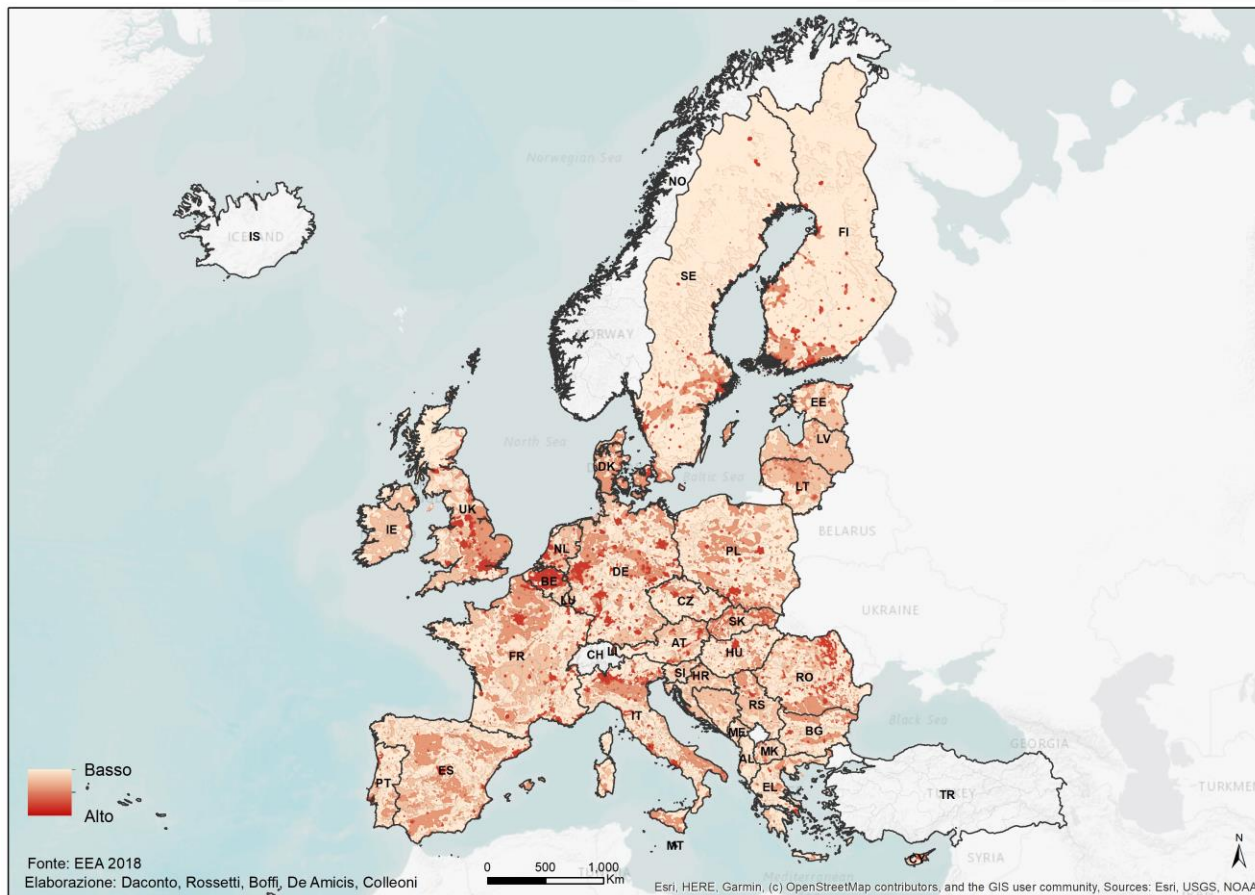 Norwegian Sea
NO
ICELAND
IS
FI
SE
NORWAY
EE
North Sea
LV
DK
Baltic Sea
LT
UK
IE
BELARUS
NL
PL
DE
BE
LU
CZ
UKRAINE
SK
AT
HU
CH
LI
FR
SI
HR
RO
RS
IT
Black Sea
ME
BG
GEORGIA
MK
AL
Basso
ES
PT
EL
TURKEY
TR
TURKMEN
Alto
MT
CY
SYRIA
N
Fonte: EEA 2018
0 500 1.000
Km
Mediterranean
Elaborazione: Daconto, Rossetti, Boffi, De Amicis, Colleoni
Esri, HERE, Garmin, (c) OpenStreetMap contributors, and the GIS user community, Sources: Esri, USGS, NOAA